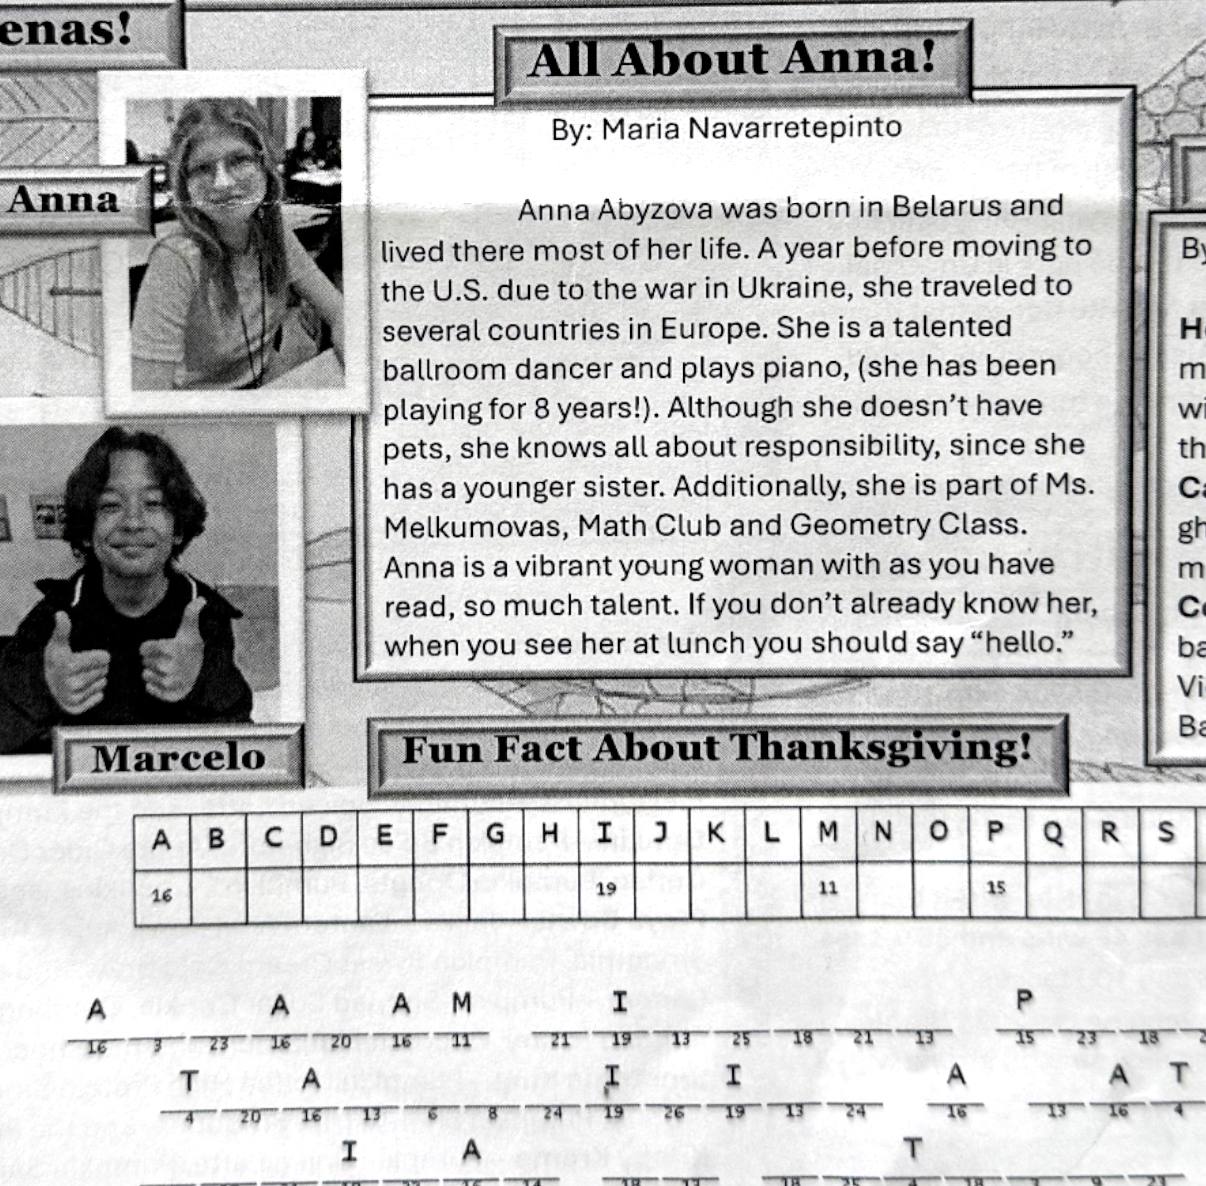 enas!
All About Anna!
By: Maria Navarretepinto
Anna
Anna Abyzova was born in Belarus and
lived there most of her life. A year before moving to
the U.S. due to the war in Ukraine, she traveled to
several countries in Europe. She is a talented
ballroom dancer and plays piano, (she has been
playing for 8 years!). Although she doesn't have
pets, she knows all about responsibility, since she
has a younger sister. Additionally, she is part of Ms.
Melkumovas, Math Club and Geometry Class.
Anna is a vibrant young woman with as you have
read, so much talent. If you don't already know her,
when you see her at lunch you should say “hello.”
By
H
m
wi
th
Ca
gh
m
Co
ba
Vi
Ba
Marcelo
Fun Fact About Thanksgiving!
A B C D E F G H I J K L M N O P Q R S
16 19 11 15
A A A M I P
16 3 23 16 20 16 11 21 19 13 25 18 21 13 15 23 18
T A I I A A T
4 20 16 13 6 8 24 19 26 19 13 24 16 13 16 4
I A T